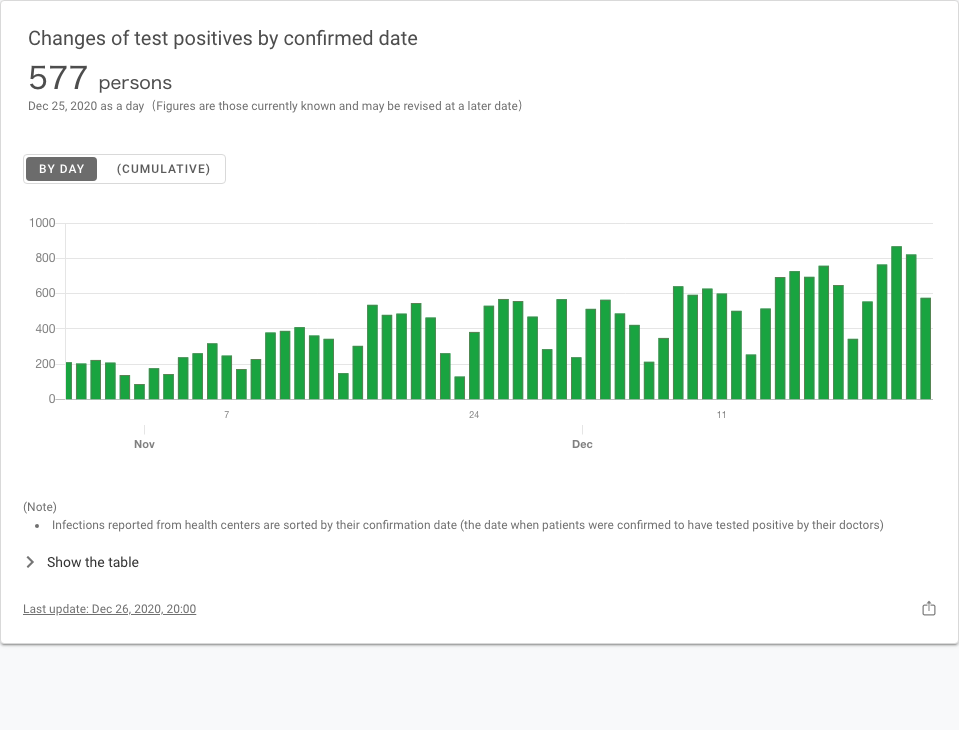 Changes of test positives by confirmed date
577 persons
Dec 25, 2020 as a day （Figures are those currently known and may be revised at a later date）
BY DAY (CUMULATIVE)
1000
800
600
400
200
0
7 24 11
Nov Dec
(Note)
• Infections reported from health centers are sorted by their confirmation date (the date when patients were confirmed to have tested positive by their doctors)
Show the table
Last update: Dec 26, 2020, 20:00